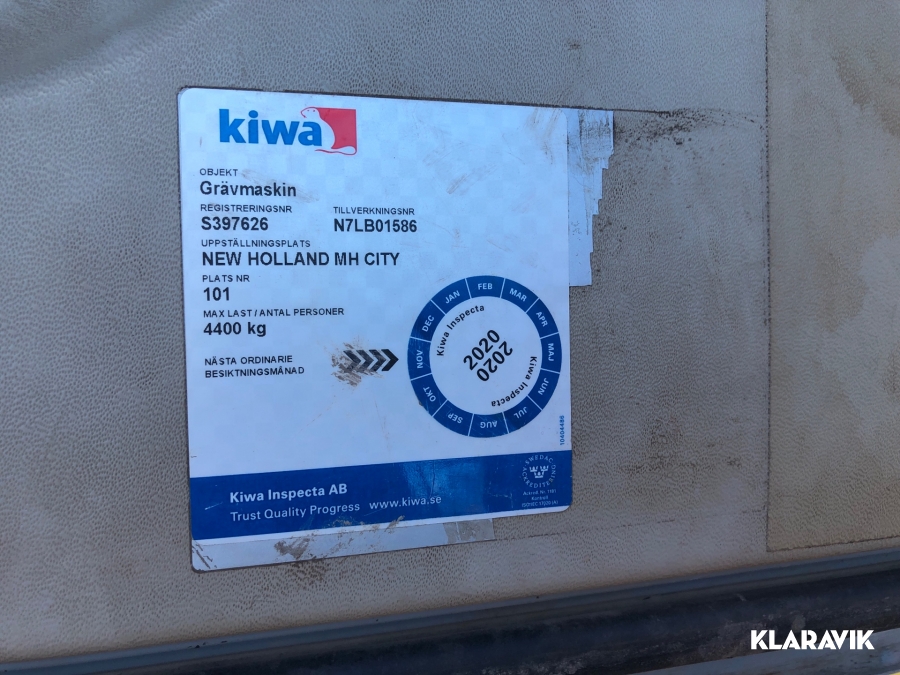 kiwa
OBJEKT
Grävmaskin
REGISTRERINGSNR
S397626
TILLVERKNINGSNR
N7LB01586
UPPSTÄLLNINGSPLATS
NEW HOLLAND MH CITY
PLATS NR
101
MAX LAST / ANTAL PERSONER
4400 kg
NÄSTA ORDINARIE
BESIKTNINGSMÅNAD
JAN FEB MAR APR MAJ JUN JUL AUG SEP OKT NOV DEC
Kiwa Inspecta
2020
2020
Kiwa Inspecta
SWEDAC
ACKREDITERING
Kiwa Inspecta AB
Trust Quality Progress www.kiwa.se
KLARAVIK